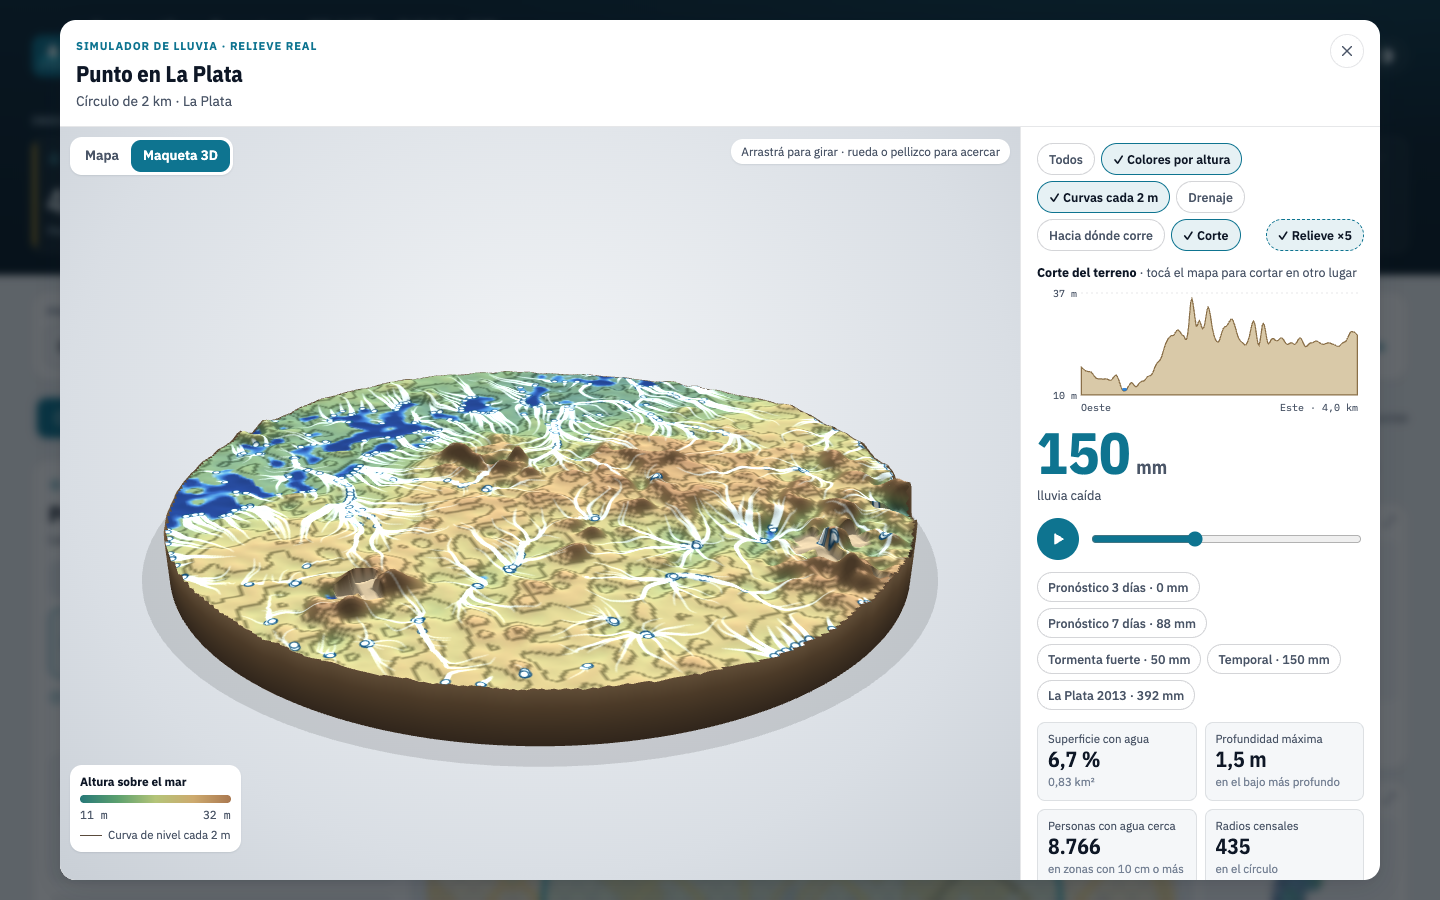 SIMULADOR DE LLUVIA · RELIEVE REAL
Punto en La Plata
Círculo de 2 km · La Plata
Mapa
Maqueta 3D
Arrastrá para girar · rueda o pellizco para acercar
Todos
✓ Colores por altura
✓ Curvas cada 2 m
Drenaje
Hacia dónde corre
✓ Corte
✓ Relieve ×5
Corte del terreno · tocá el mapa para cortar en otro lugar
37 m
10 m
Oeste
Este · 4,0 km
150 mm
lluvia caída
Pronóstico 3 días · 0 mm
Pronóstico 7 días · 88 mm
Tormenta fuerte · 50 mm
Temporal · 150 mm
La Plata 2013 · 392 mm
Superficie con agua
6,7 %
0,83 km²
Profundidad máxima
1,5 m
en el bajo más profundo
Personas con agua cerca
8.766
en zonas con 10 cm o más
Radios censales
435
en el círculo
Altura sobre el mar
11 m
32 m
Curva de nivel cada 2 m